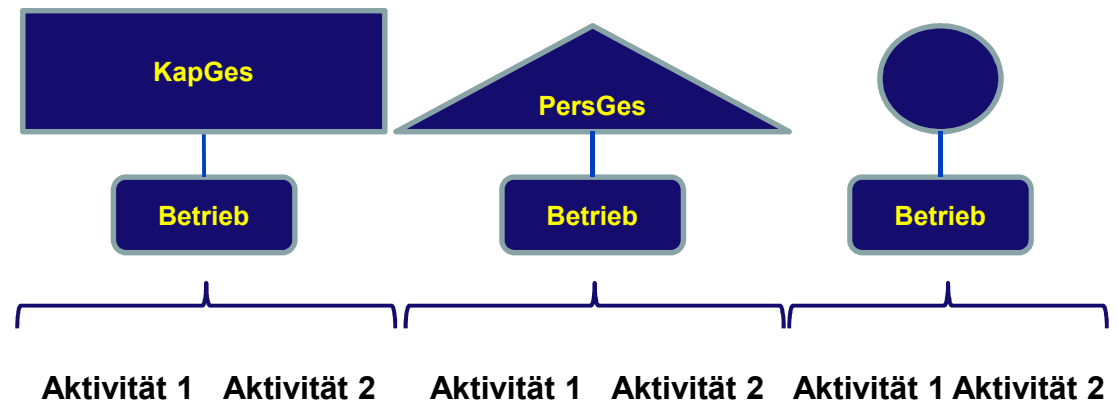 KapGes
PersGes
Betrieb
Betrieb
Betrieb
Aktivität 1 Aktivität 2
Aktivität 1 Aktivität 2
Aktivität 1 Aktivität 2